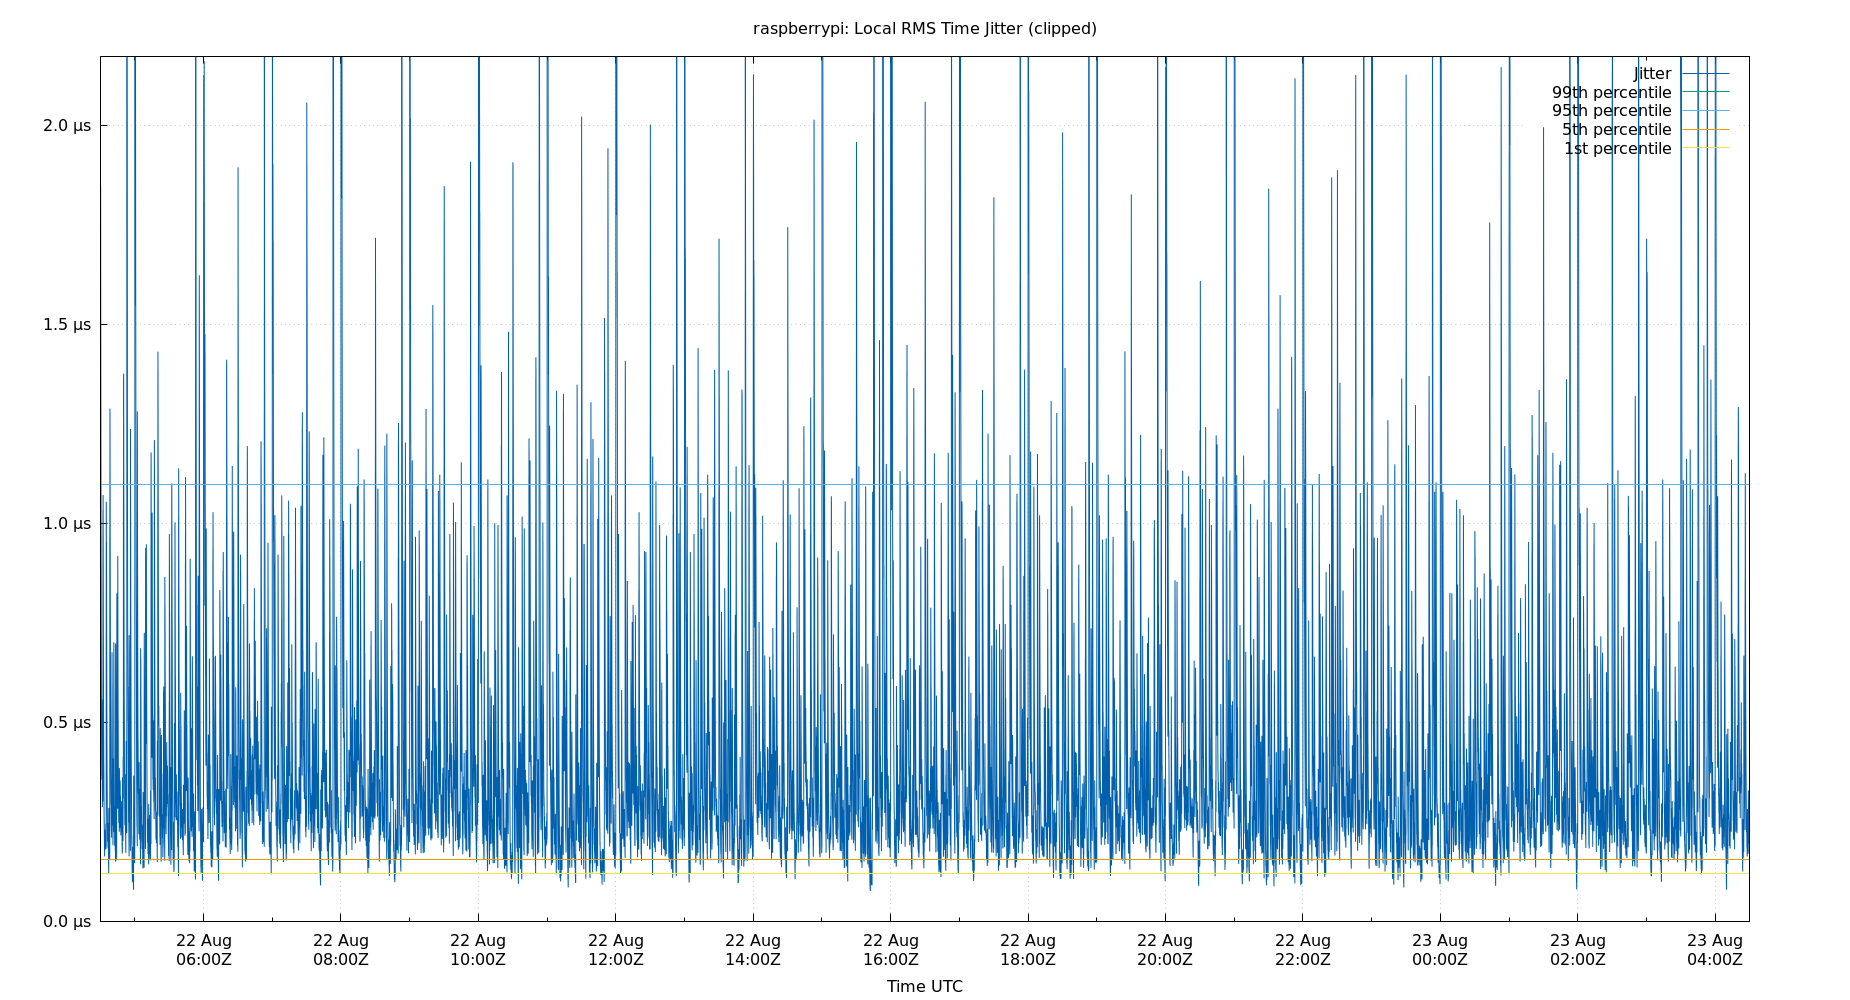 raspberrypi: Local RMS Time Jitter (clipped)
Jitter
99th percentile
95th percentile
5th percentile
1st percentile
2.0 µs
1.5 µs
1.0 µs
0.5 µs
0.0 µs
22 Aug 22 Aug 22 Aug 22 Aug 22 Aug 22 Aug 22 Aug 22 Aug 22 Aug 23 Aug 23 Aug 23 Aug
06:00Z 08:00Z 10:00Z 12:00Z 14:00Z 16:00Z 18:00Z 20:00Z 22:00Z 00:00Z 02:00Z 04:00Z
Time UTC